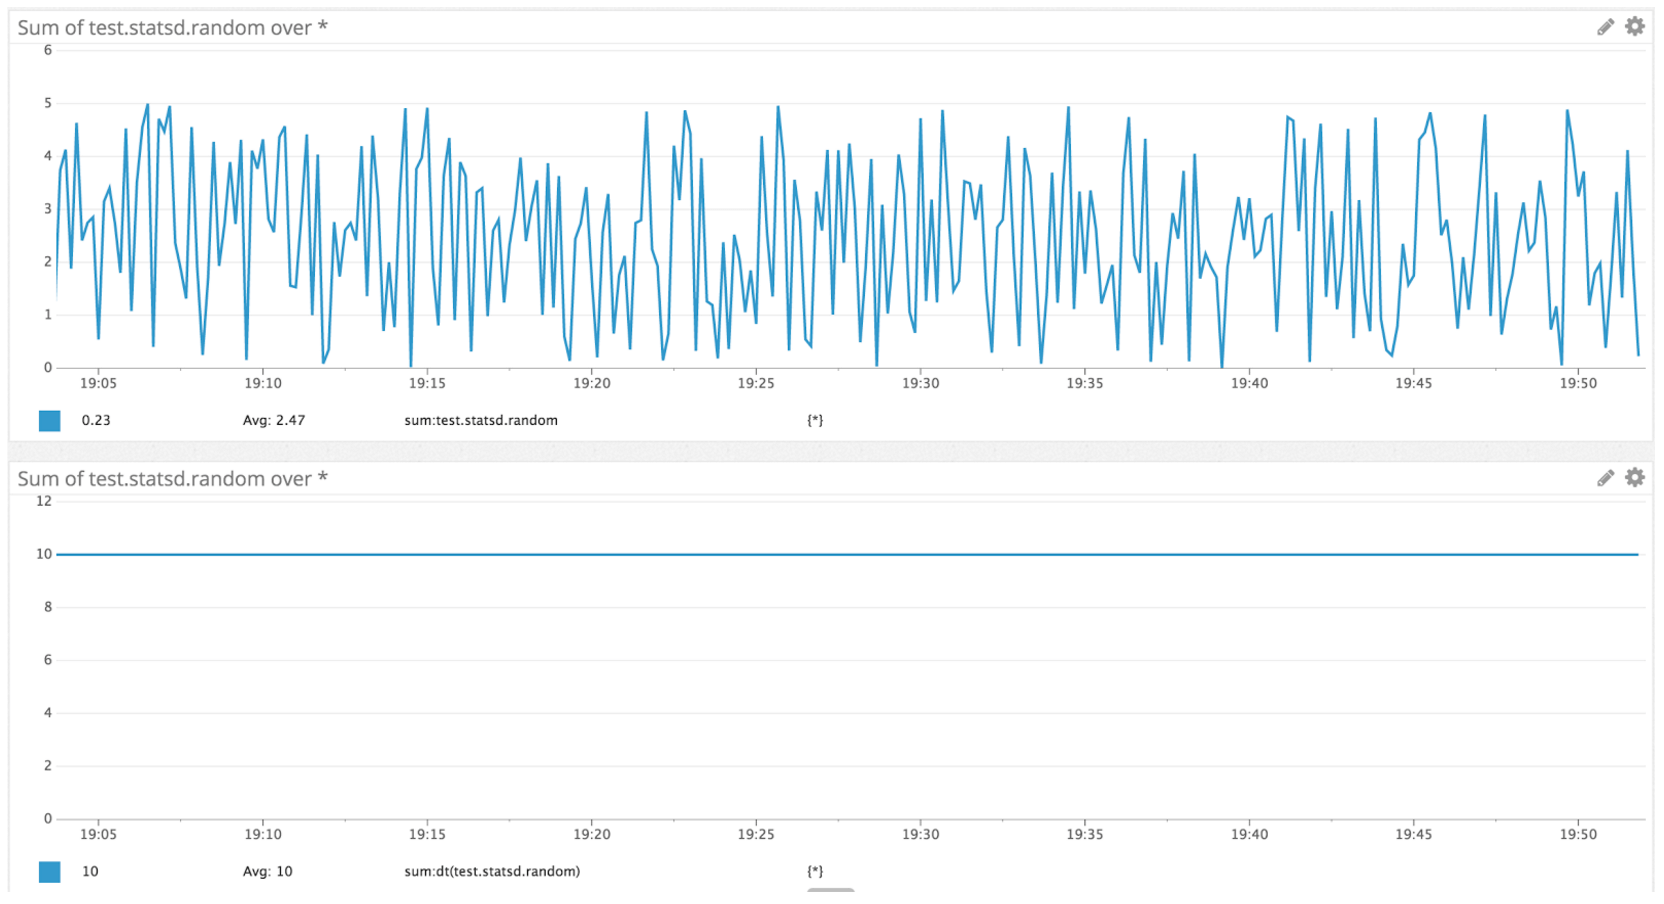 Sum of test.statsd.random over *
6
5
4
3
2
1
0
19:05 19:10 19:15 19:20 19:25 19:30 19:35 19:40 19:45 19:50
0.23 Avg: 2.47 sum:test.statsd.random {*}
Sum of test.statsd.random over *
12
10
8
6
4
2
0
19:05 19:10 19:15 19:20 19:25 19:30 19:35 19:40 19:45 19:50
10 Avg: 10 sum:dt(test.statsd.random) {*}